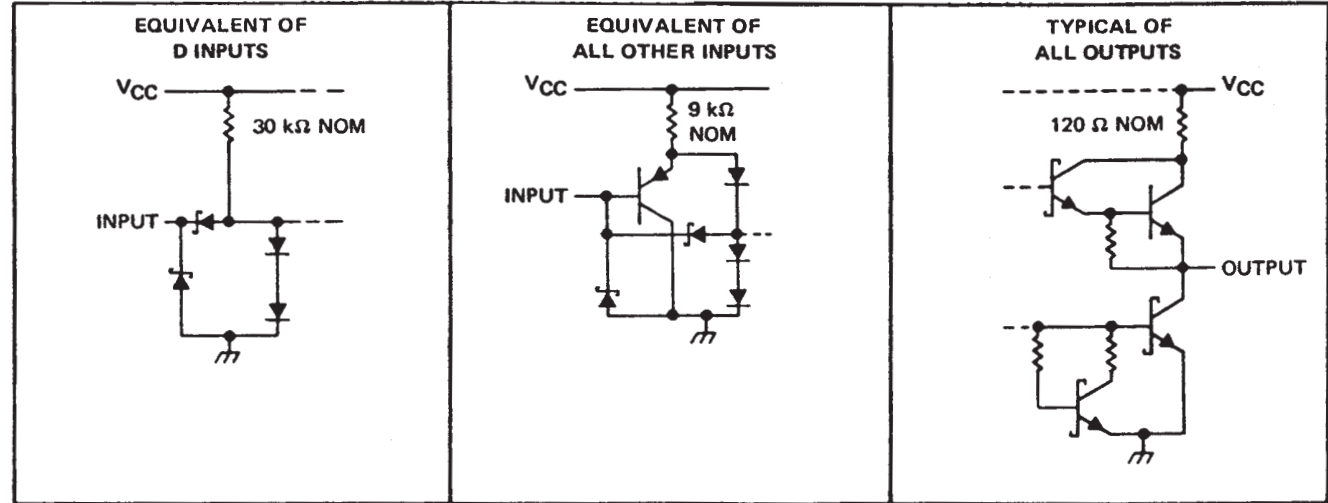 EQUIVALENT OF
D INPUTS
VCC
30 kΩ NOM
INPUT
EQUIVALENT OF
ALL OTHER INPUTS
VCC
9 kΩ
NOM
INPUT
TYPICAL OF
ALL OUTPUTS
VCC
120 Ω NOM
OUTPUT